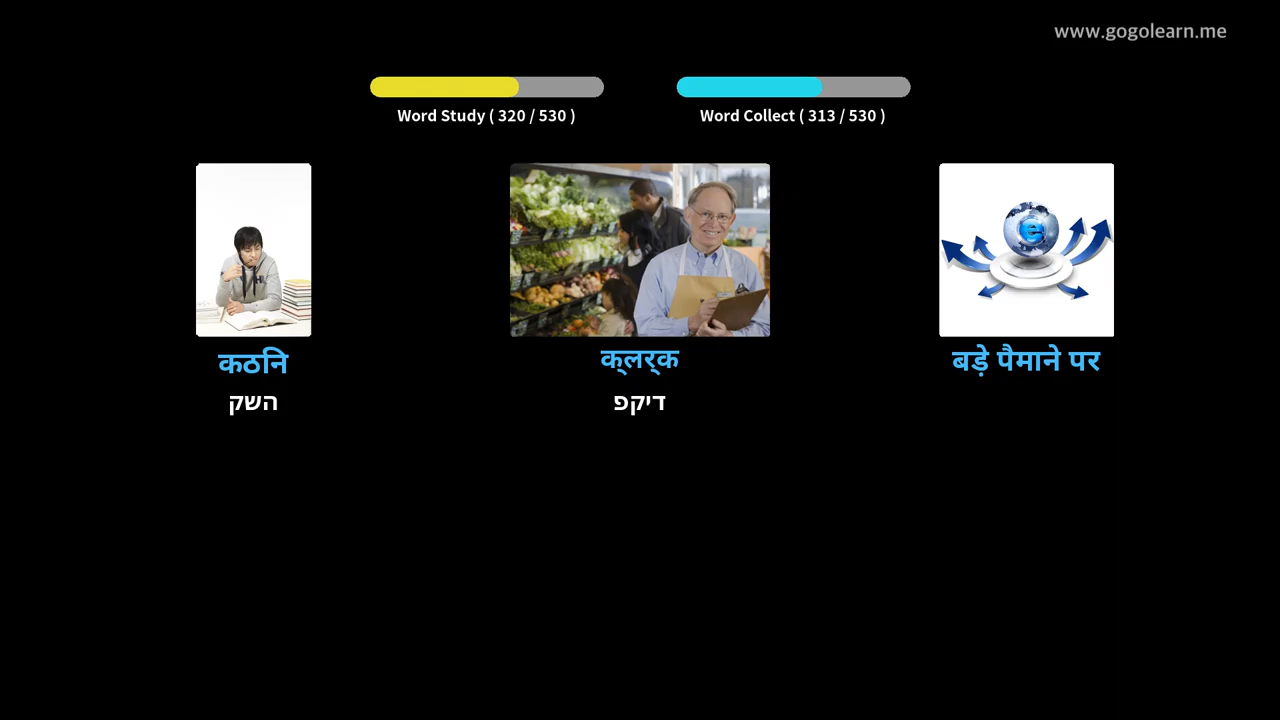 www.gogolearn.me
Word Study ( 320 / 530 )
Word Collect ( 313 / 530 )
कठनि
השק
क्‌लर्‌क
דיקפ
बड़े पैमाने पर